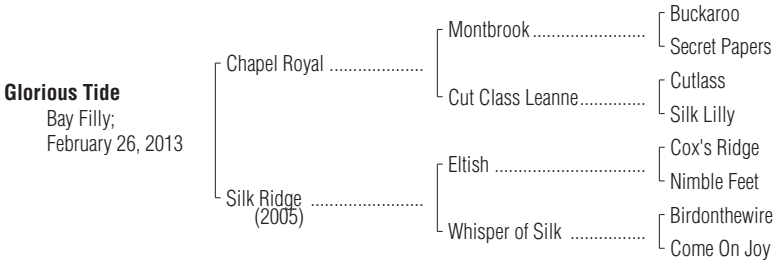 Buckaroo
Montbrook
Secret Papers
Chapel Royal
Cutlass
Cut Class Leanne
Silk Lilly
Glorious Tide
Bay Filly;
February 26, 2013
Cox's Ridge
Eltish
Nimble Feet
Silk Ridge
(2005)
Birdonthewire
Whisper of Silk
Come On Joy